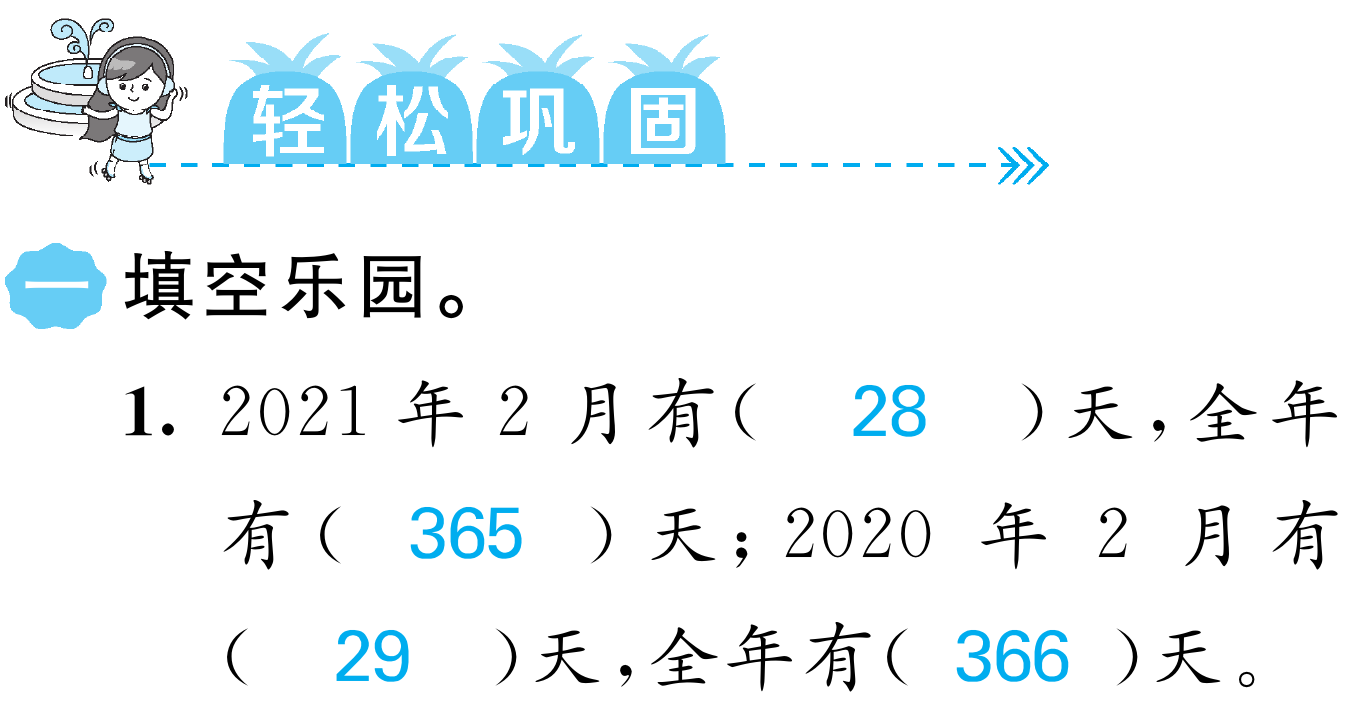 轻松巩固
一 填空乐园。
1. 2021 年 2 月有( 28 )天,全年
有( 365 )天;2020 年 2 月有
( 29 )天,全年有( 366 )天。